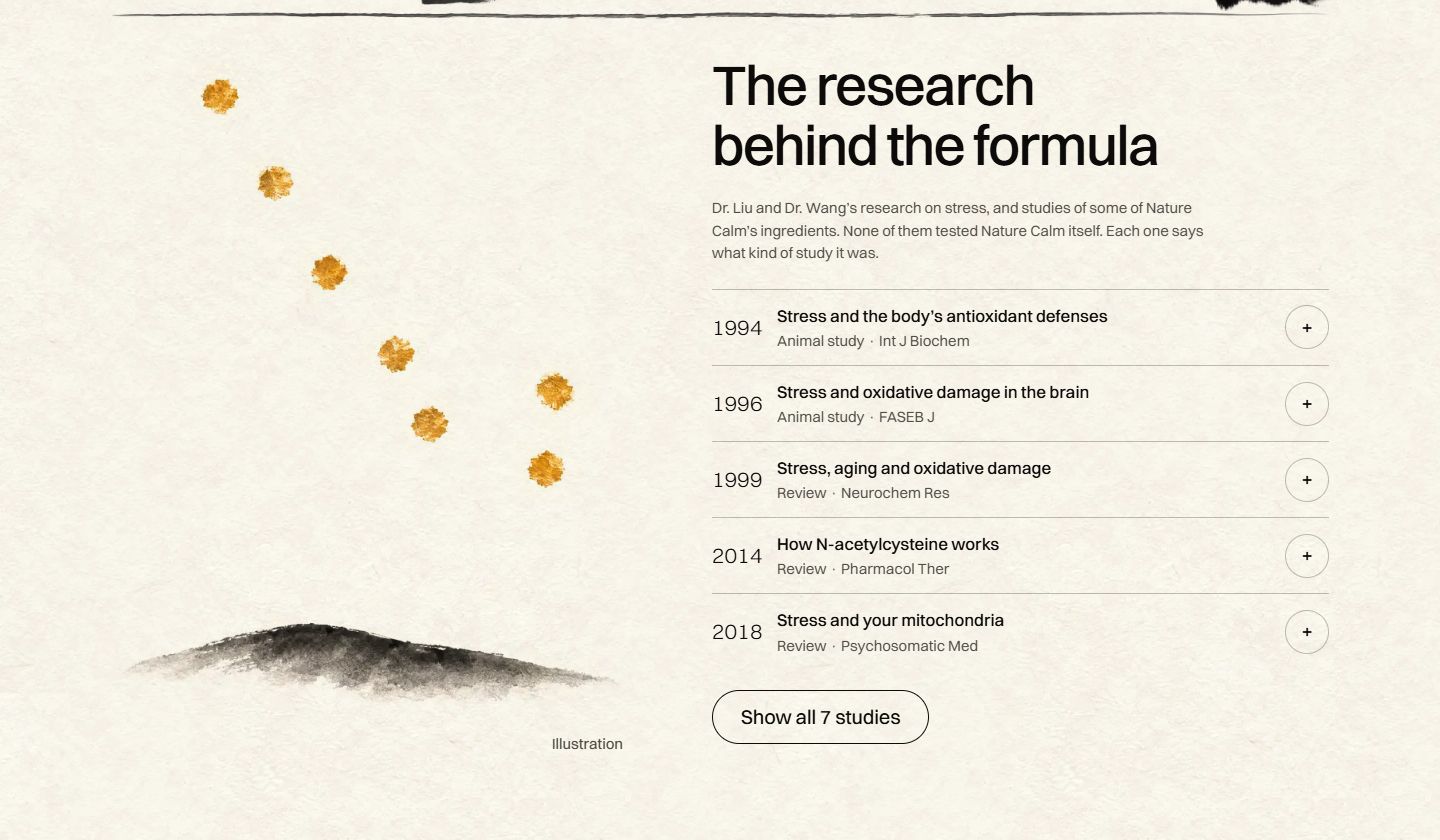 The research
behind the formula
Dr. Liu and Dr. Wang’s research on stress, and studies of some of Nature
Calm’s ingredients. None of them tested Nature Calm itself. Each one says
what kind of study it was.
1994
Stress and the body’s antioxidant defenses
Animal study · Int J Biochem
+
1996
Stress and oxidative damage in the brain
Animal study · FASEB J
+
1999
Stress, aging and oxidative damage
Review · Neurochem Res
+
2014
How N-acetylcysteine works
Review · Pharmacol Ther
+
2018
Stress and your mitochondria
Review · Psychosomatic Med
+
Show all 7 studies
Illustration